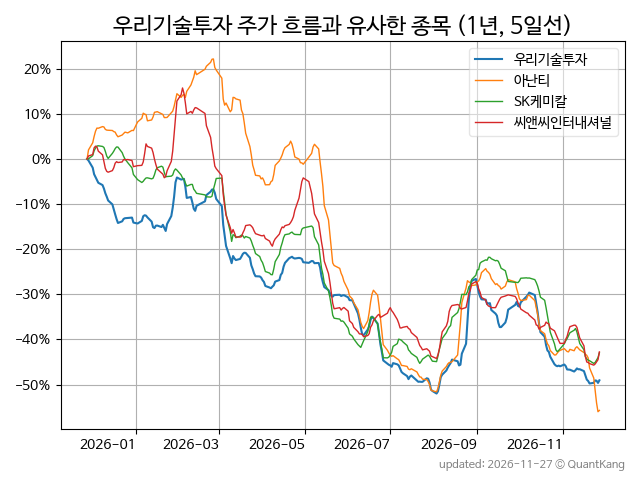 우리기술투자 주가 흐름과 유사한 종목 (1년, 5일선)
우리기술투자
아난티
SK케미칼
씨앤씨인터내셔널
20%
10%
0%
−10%
−20%
−30%
−40%
−50%
2026-01 2026-03 2026-05 2026-07 2026-09 2026-11
updated: 2026-11-27 © QuantKang